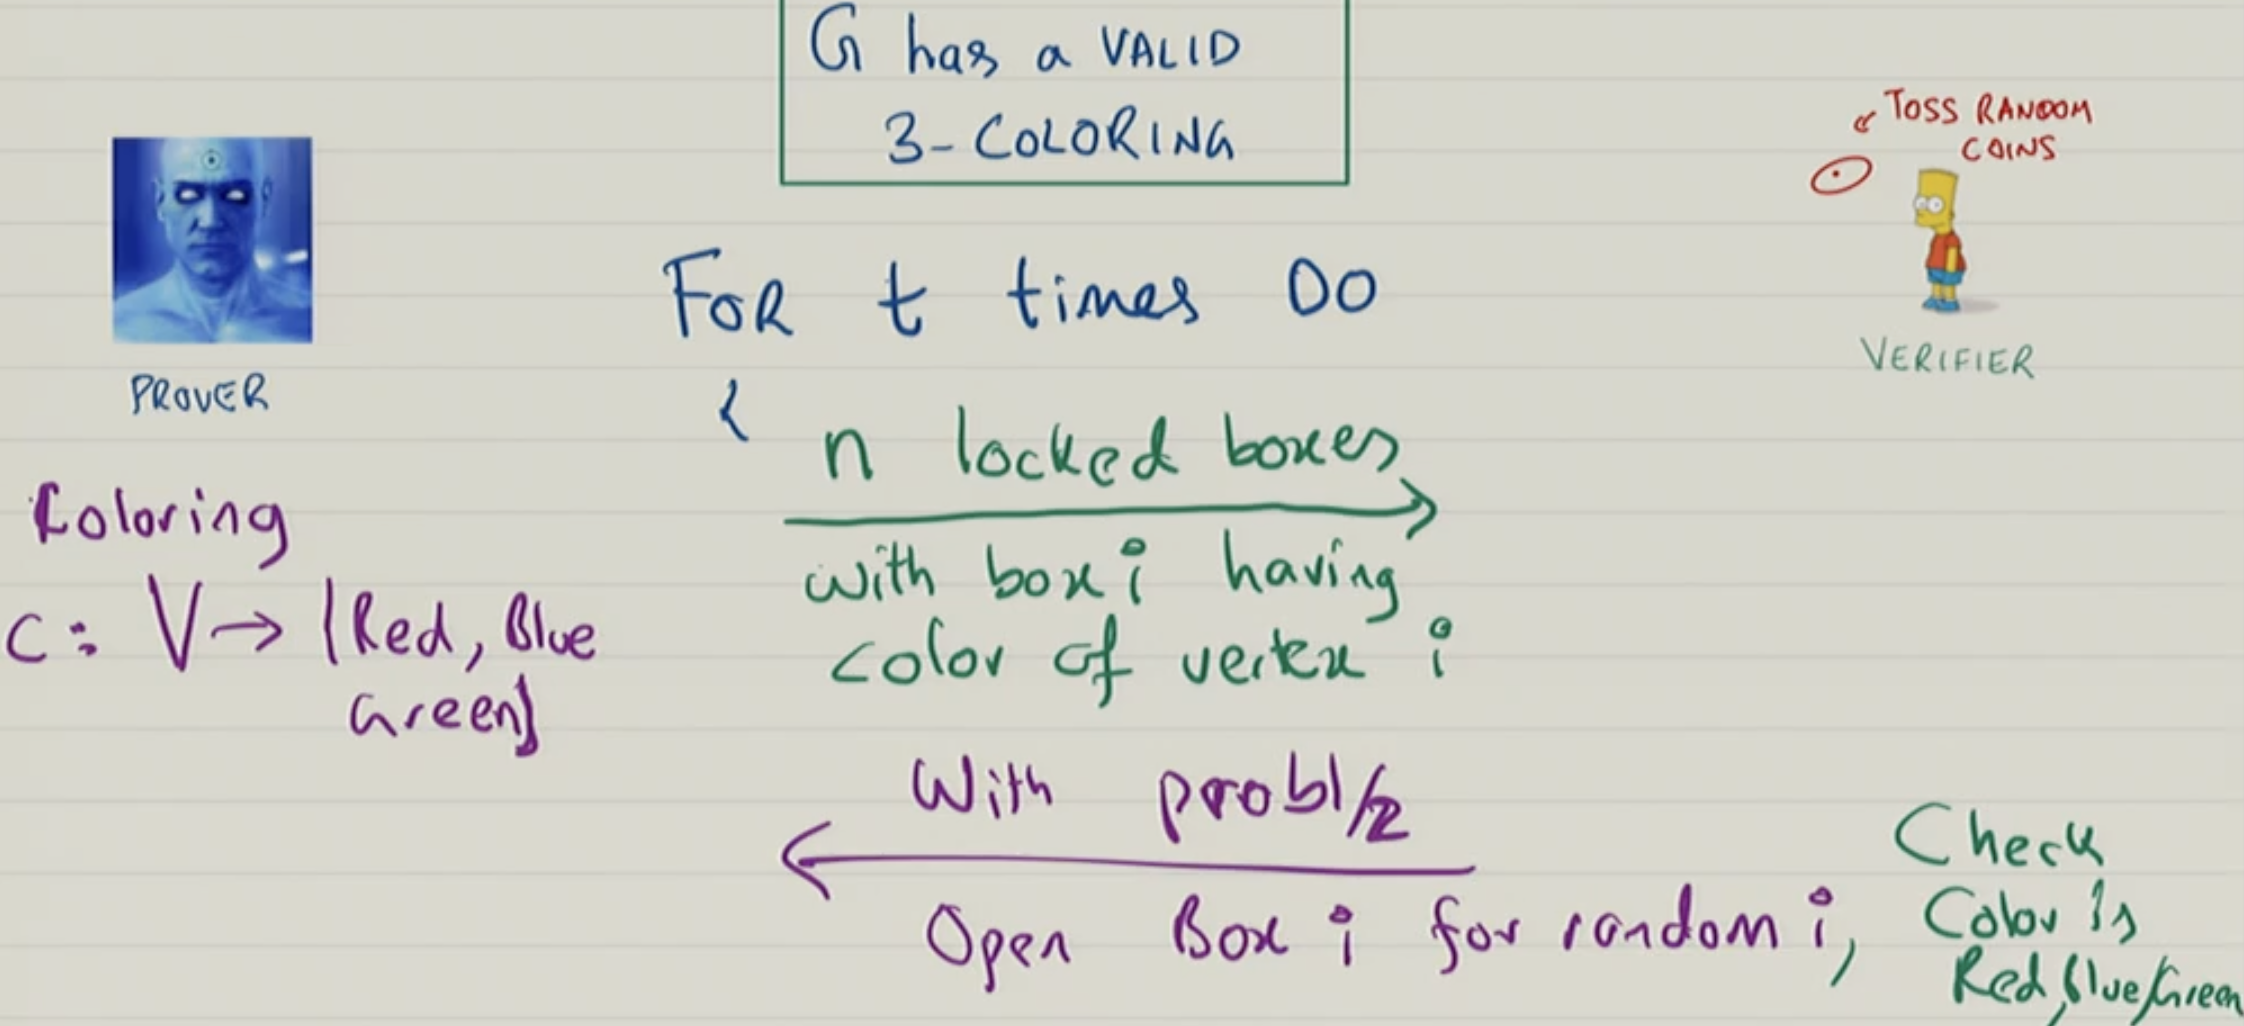 G has a VALID
3-COLORING
TOSS RANDOM
COINS
PROVER
VERIFIER
FOR t times DO
{
n locked boxes
with box i having
color of vertex i
Coloring
C: V→ {Red, Blue
Green}
With prob 1/2
Open Box i for random i,
Check
Color Is
Red, Blue/Green